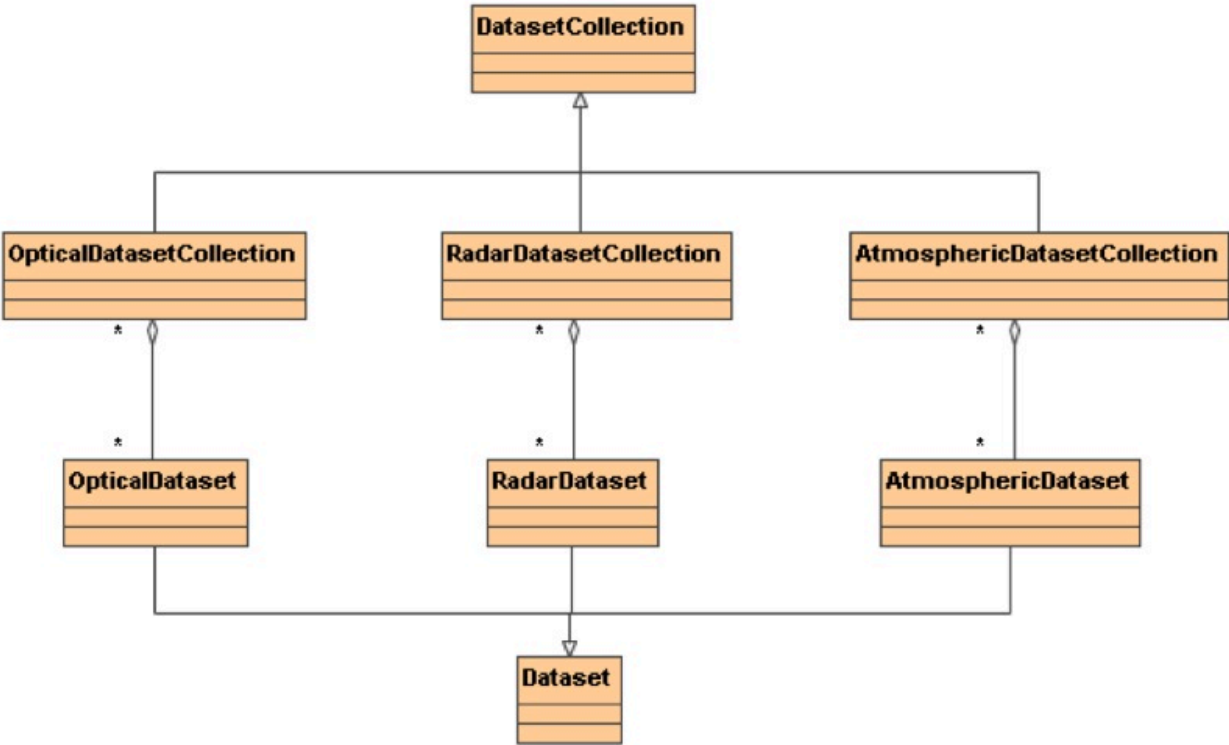 DatasetCollection
OpticalDatasetCollection RadarDatasetCollection AtmosphericDatasetCollection
* * *
* * *
OpticalDataset RadarDataset AtmosphericDataset
Dataset